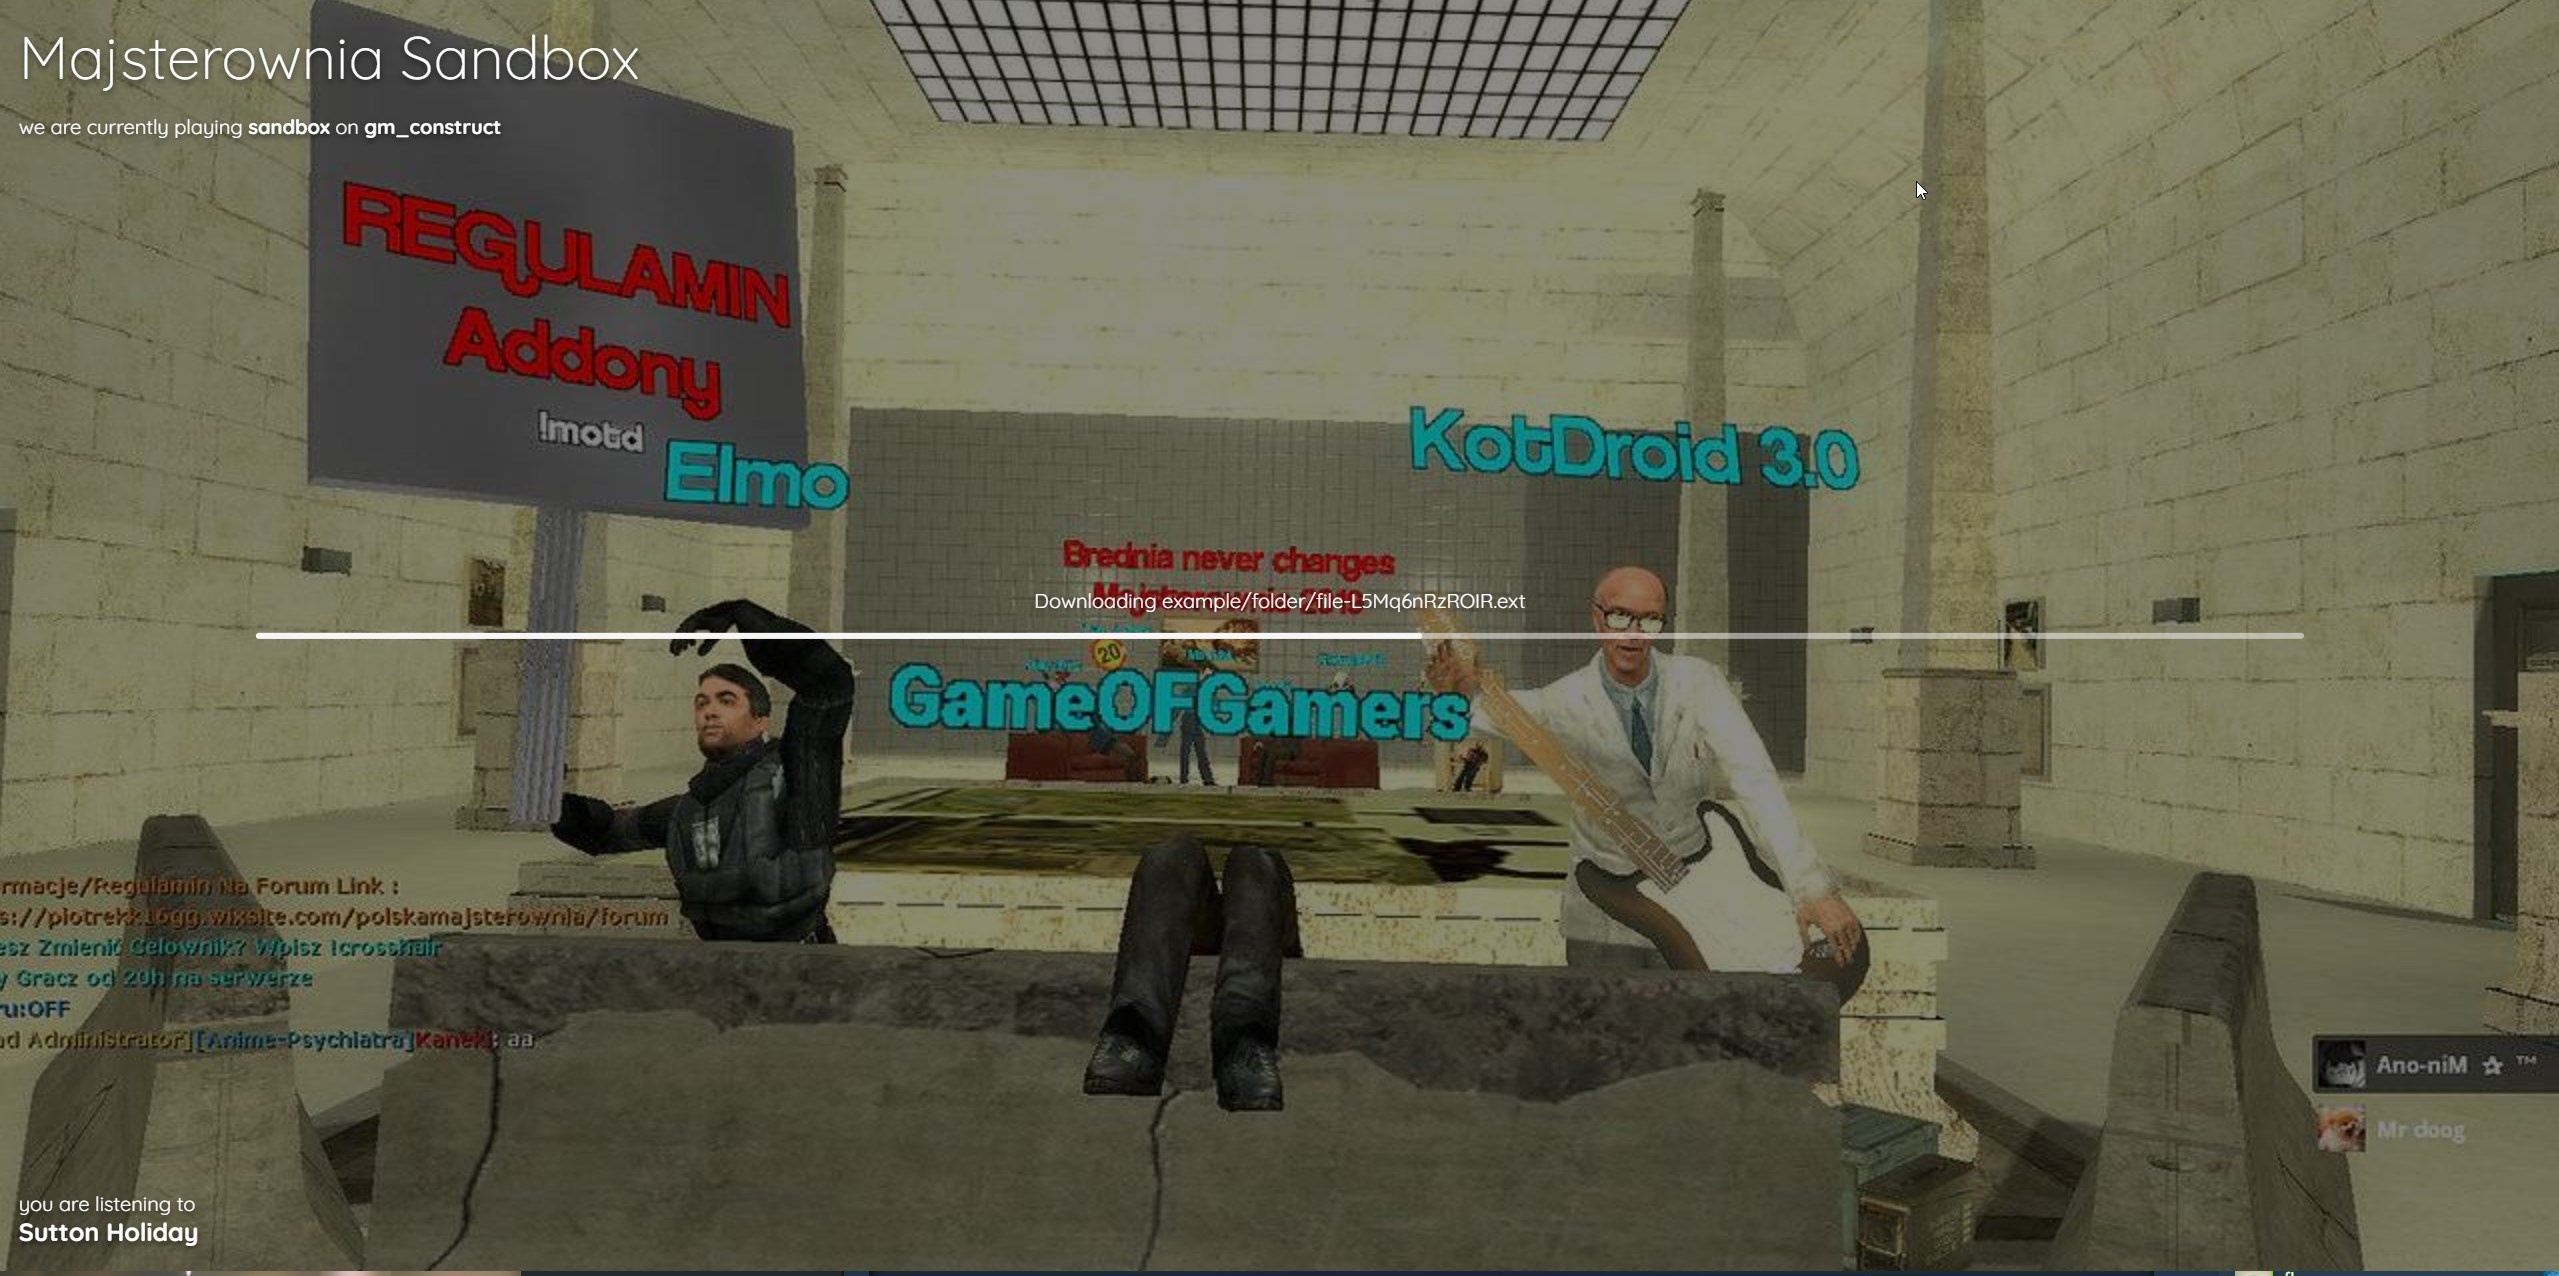 Majsterownia Sandbox
we are currently playing sandbox on gm_construct
REGULAMIN
Addony
!motd
Elmo
KotDroid 3.0
Brednia never changes
Majsterownia
Downloading example/folder/file-L5Mq6nRzROIR.ext
20
GameOFGamers
rmacje/Regulamin Na Forum Link :
s://piotrekk16gg.wixsite.com/polskamajsterownia/forum
esz Zmienić Celownik? Wpisz !crosshair
y Gracz od 20h na serwerze
ru:OFF
ad Administrator][Anime-Psychiatra]Kaneki: aa
Ano-niM ☆ ™
Mr doog
you are listening to
Sutton Holiday